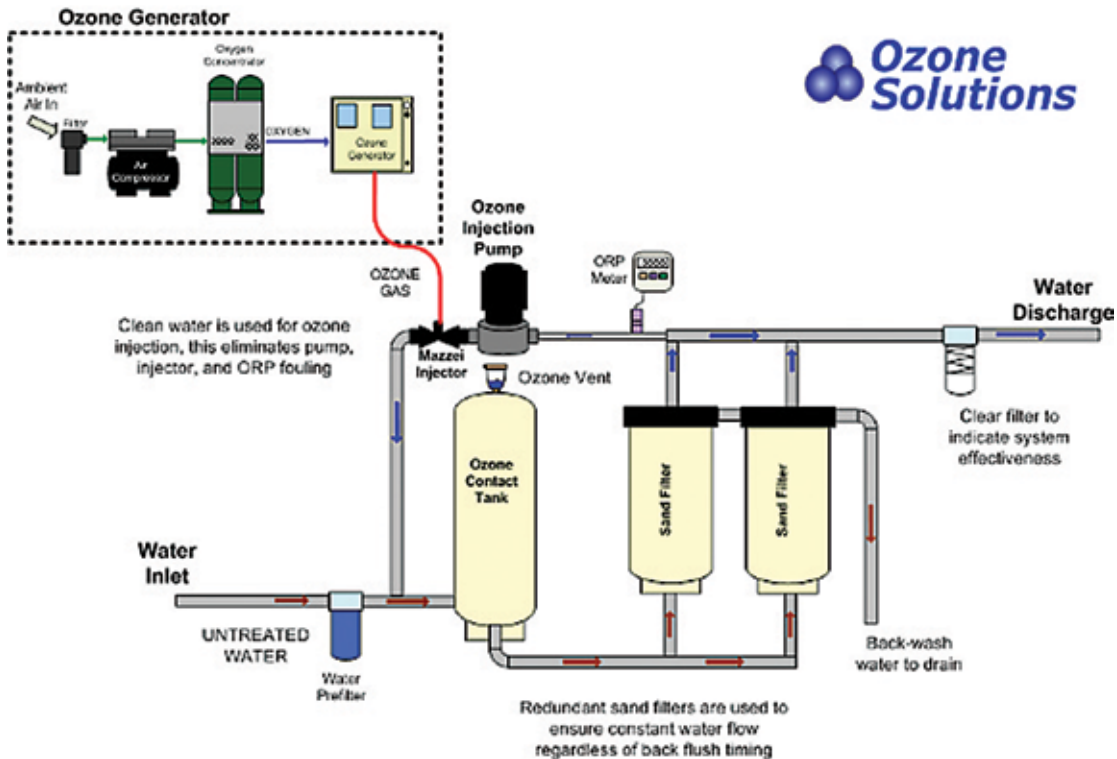 Ozone Generator
Ozone
Solutions
Oxygen
Concentrator
Ambient
Air In
Filter
OXYGEN
Ozone
Generator
Air
Compressor
Ozone
Injection
Pump
ORP
Meter
OZONE
GAS
Water
Discharge
Clean water is used for ozone
injection, this eliminates pump,
injector, and ORP fouling
Mazzei
Injector
Ozone Vent
Clear filter to
indicate system
effectiveness
Ozone
Contact
Tank
Sand Filter
Sand Filter
Water
Inlet
UNTREATED
WATER
Water
Prefilter
Back-wash
water to drain
Redundant sand filters are used to
ensure constant water flow
regardless of back flush timing